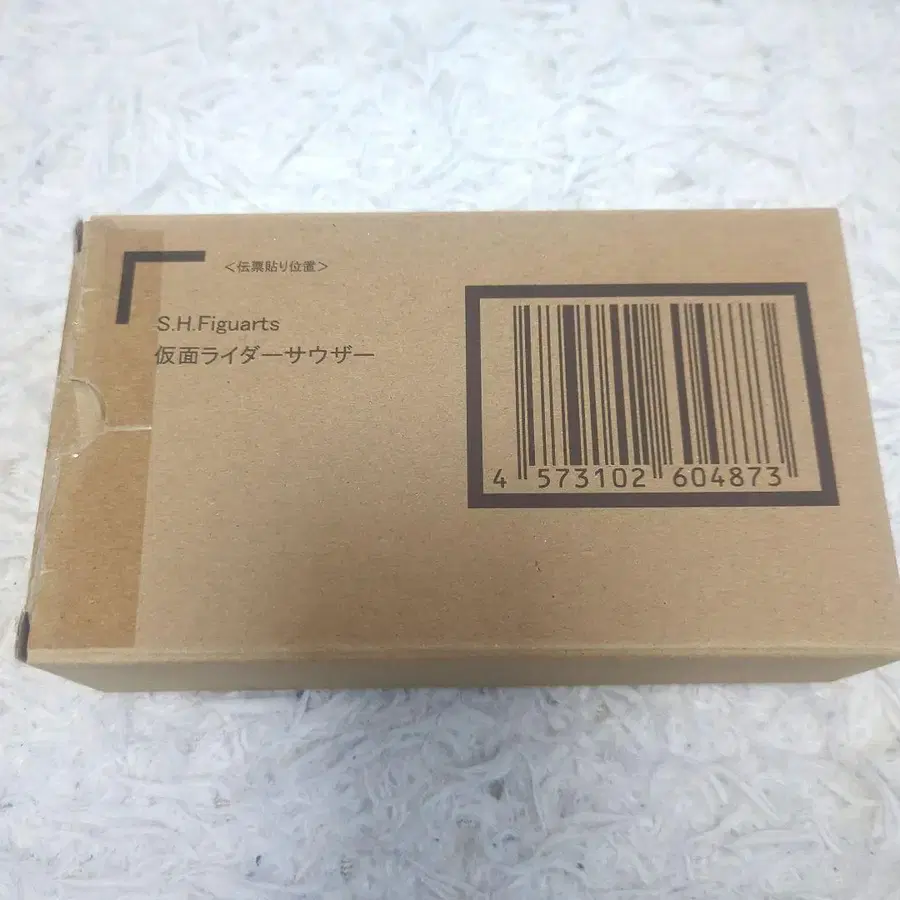 <伝票貼り位置>
S.H.Figuarts
仮面ライダーサウザー
4 573102 604873